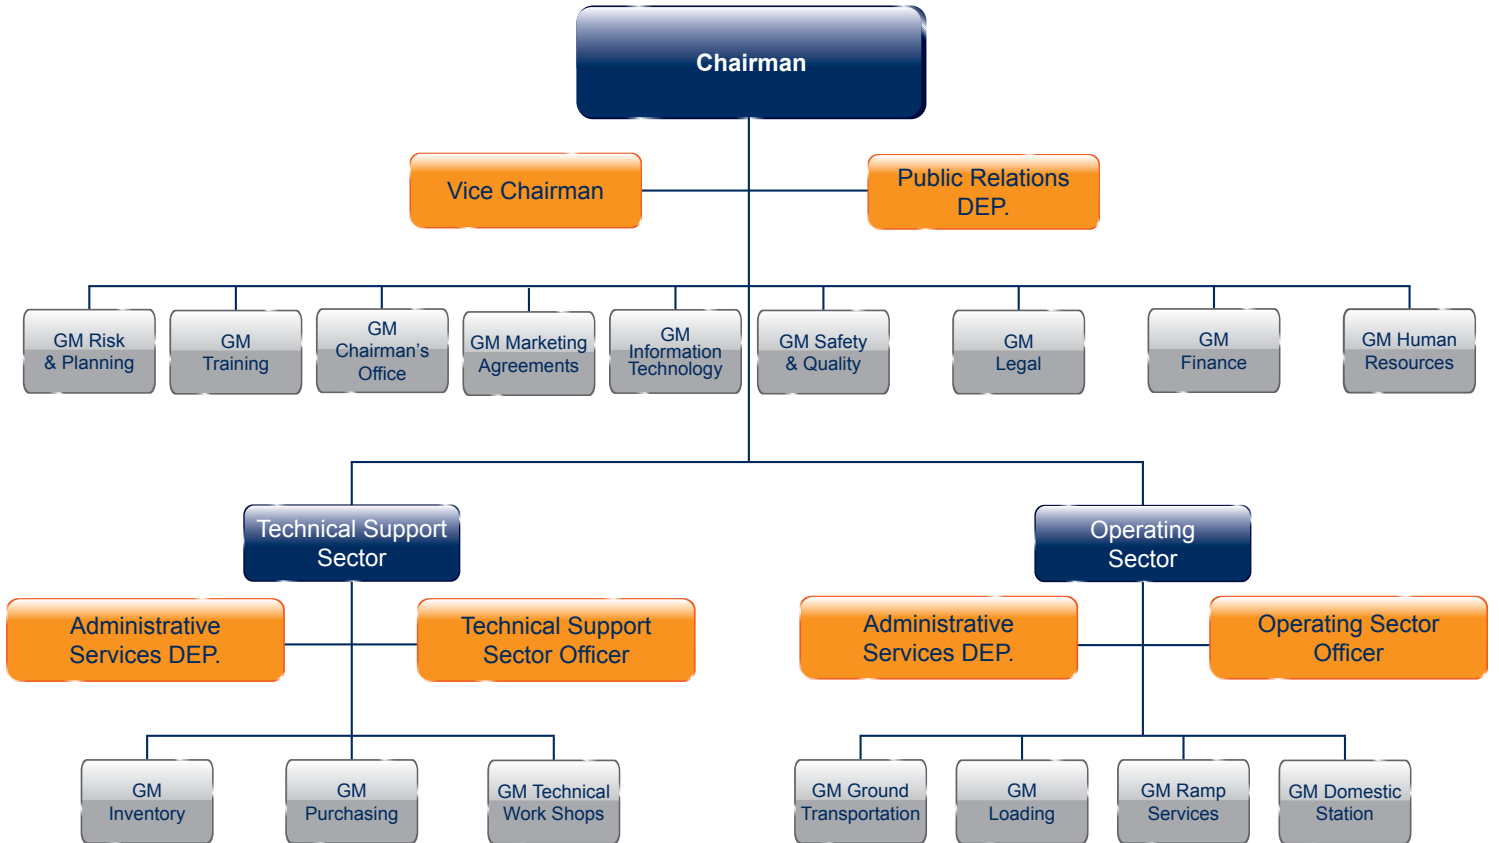 Chairman
Vice Chairman
Public Relations
DEP.
GM Risk
& Planning
GM
Training
GM
Chairman’s
Office
GM Marketing
Agreements
GM
Information
Technology
GM Safety
& Quality
GM
Legal
GM
Finance
GM Human
Resources
Technical Support
Sector
Operating
Sector
Administrative
Services DEP.
Technical Support
Sector Officer
Administrative
Services DEP.
Operating Sector
Officer
GM
Inventory
GM
Purchasing
GM Technical
Work Shops
GM Ground
Transportation
GM
Loading
GM Ramp
Services
GM Domestic
Station